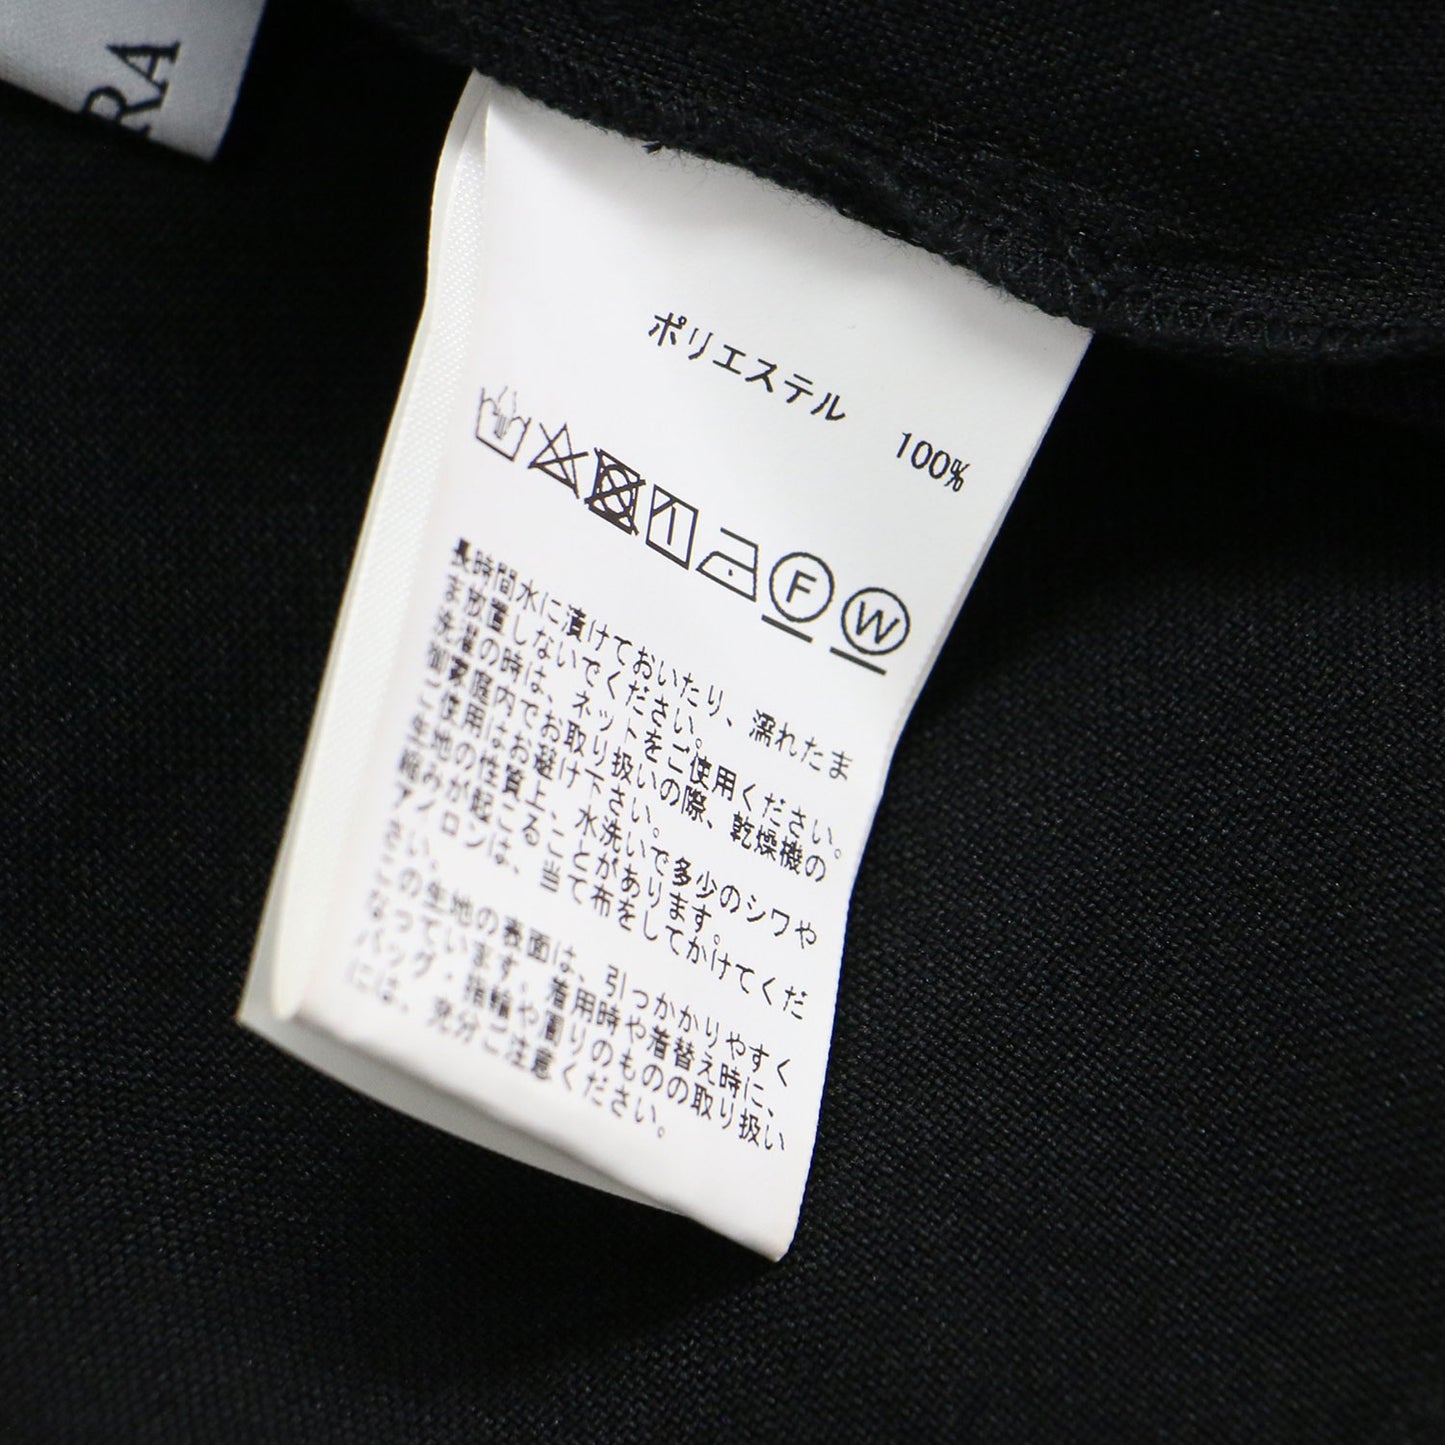 RA
ポリエステル 100%
F W
長時間水に漬けておいたり、濡れたま
ま放置しないでください。
洗濯の時は、ネットをご使用ください。
御家庭内でお取り扱いの際、乾燥機の
ご使用はお避け下さい。
生地の性質上、水洗いで多少のシワや
縮みが起こることがあります。
アイロンは、当て布をしてかけてくだ
さい。
この生地の表面は、引っかかりやすく
なっています。着用時や着替え時に、
バッグ・指輪や周りのものの取り扱い
には、充分ご注意ください。